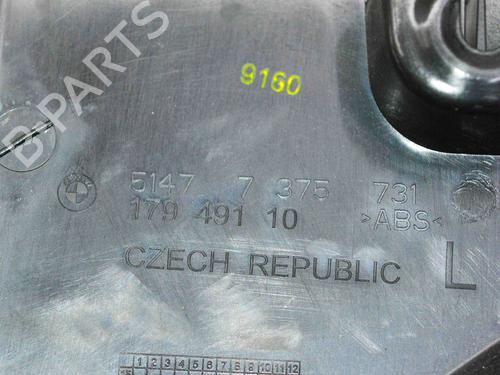 B-PARTS
9160
5147 7 375 731
179 491 10 >ABS<
CZECH REPUBLIC L
1 2 3 4 5 6 7 8 9 10 11 12
15